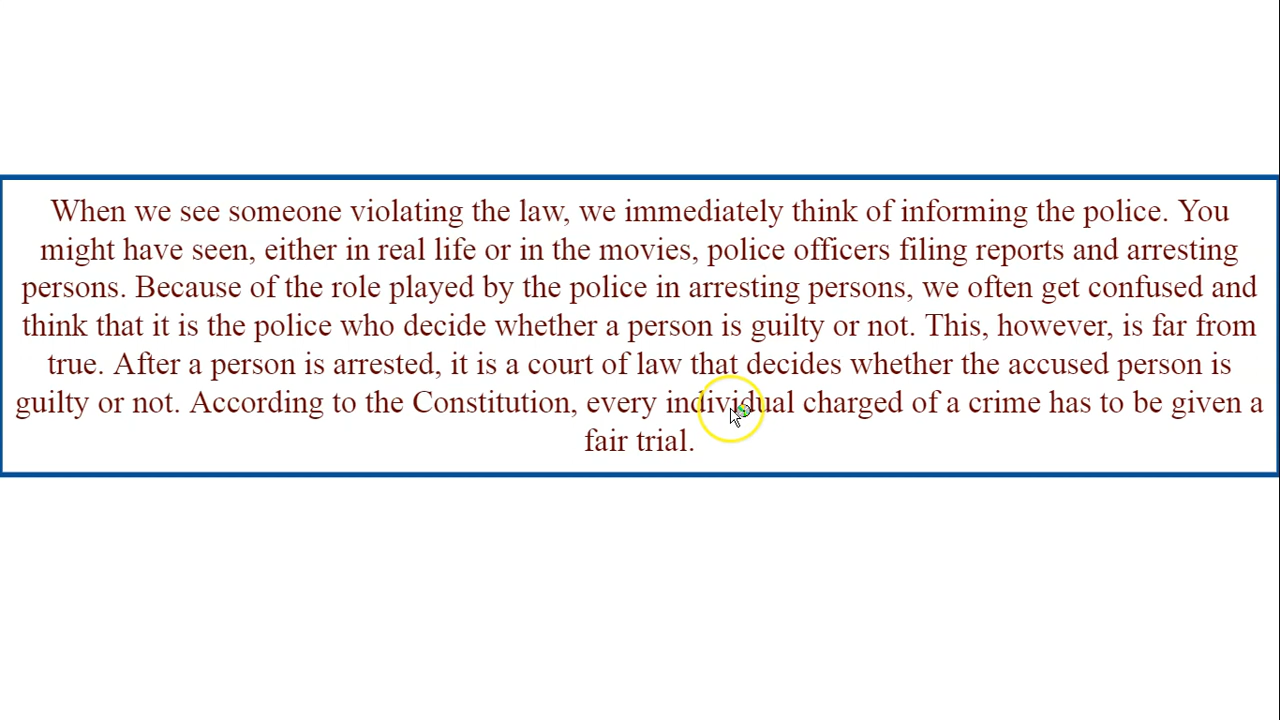 When we see someone violating the law, we immediately think of informing the police. You
might have seen, either in real life or in the movies, police officers filing reports and arresting
persons. Because of the role played by the police in arresting persons, we often get confused and
think that it is the police who decide whether a person is guilty or not. This, however, is far from
true. After a person is arrested, it is a court of law that decides whether the accused person is
guilty or not. According to the Constitution, every individual charged of a crime has to be given a
fair trial.